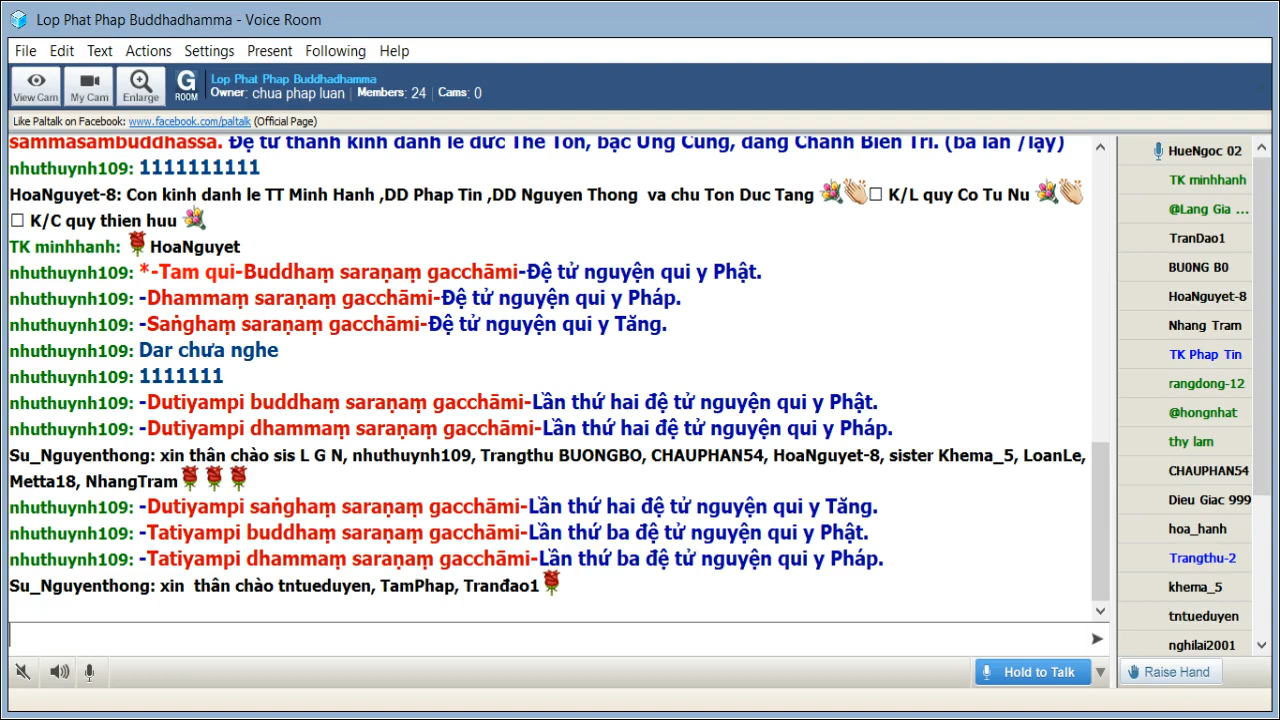 Lop Phat Phap Buddhadhamma - Voice Room
File Edit Text Actions Settings Present Following Help
View Cam My Cam Enlarge G ROOM
Lop Phat Phap Buddhadhamma
Owner: chua phap luan Members: 24 Cams: 0
Like Paltalk on Facebook: www.facebook.com/paltalk (Official Page)
sammasambuddhassa. Đệ tử thành kính đảnh lễ đức Thế Tôn, bậc Ứng Cúng, đấng Chánh Biến Tri. (ba lần /lạy)
nhuthuynh109: 1111111111
HoaNguyet-8: Con kinh danh le TT Minh Hanh ,DD Phap Tin ,DD Nguyen Thong va chu Ton Duc Tang 💐👏□ K/L quy Co Tu Nu 💐👏
□ K/C quy thien huu 💐
TK minhhanh: 🌹HoaNguyet
nhuthuynh109: *-Tam qui-Buddhaṃ saraṇaṃ gacchāmi-Đệ tử nguyện qui y Phật.
nhuthuynh109: -Dhammaṃ saraṇaṃ gacchāmi-Đệ tử nguyện qui y Pháp.
nhuthuynh109: -Saṅghaṃ saraṇaṃ gacchāmi-Đệ tử nguyện qui y Tăng.
nhuthuynh109: Dar chưa nghe
nhuthuynh109: 1111111
nhuthuynh109: -Dutiyampi buddhaṃ saraṇaṃ gacchāmi-Lần thứ hai đệ tử nguyện qui y Phật.
nhuthuynh109: -Dutiyampi dhammaṃ saraṇaṃ gacchāmi-Lần thứ hai đệ tử nguyện qui y Pháp.
Su_Nguyenthong: xin thân chào sis L G N, nhuthuynh109, Trangthu BUONGBO, CHAUPHAN54, HoaNguyet-8, sister Khema_5, LoanLe,
Metta18, NhangTram🌹🌹🌹
nhuthuynh109: -Dutiyampi saṅghaṃ saraṇaṃ gacchāmi-Lần thứ hai đệ tử nguyện qui y Tăng.
nhuthuynh109: -Tatiyampi buddhaṃ saraṇaṃ gacchāmi-Lần thứ ba đệ tử nguyện qui y Phật.
nhuthuynh109: -Tatiyampi dhammaṃ saraṇaṃ gacchāmi-Lần thứ ba đệ tử nguyện qui y Pháp.
Su_Nguyenthong: xin thân chào tntueduyen, TamPhap, Tranđao1🌹
HueNgoc 02
TK minhhanh
@Lang Gia ...
TranDao1
BU0NG B0
HoaNguyet-8
Nhang Tram
TK Phap Tin
rangdong-12
@hongnhat
thy lam
CHAUPHAN54
Dieu Giac 999
hoa_hanh
Trangthu-2
khema_5
tntueduyen
nghilai2001
Hold to Talk
Raise Hand